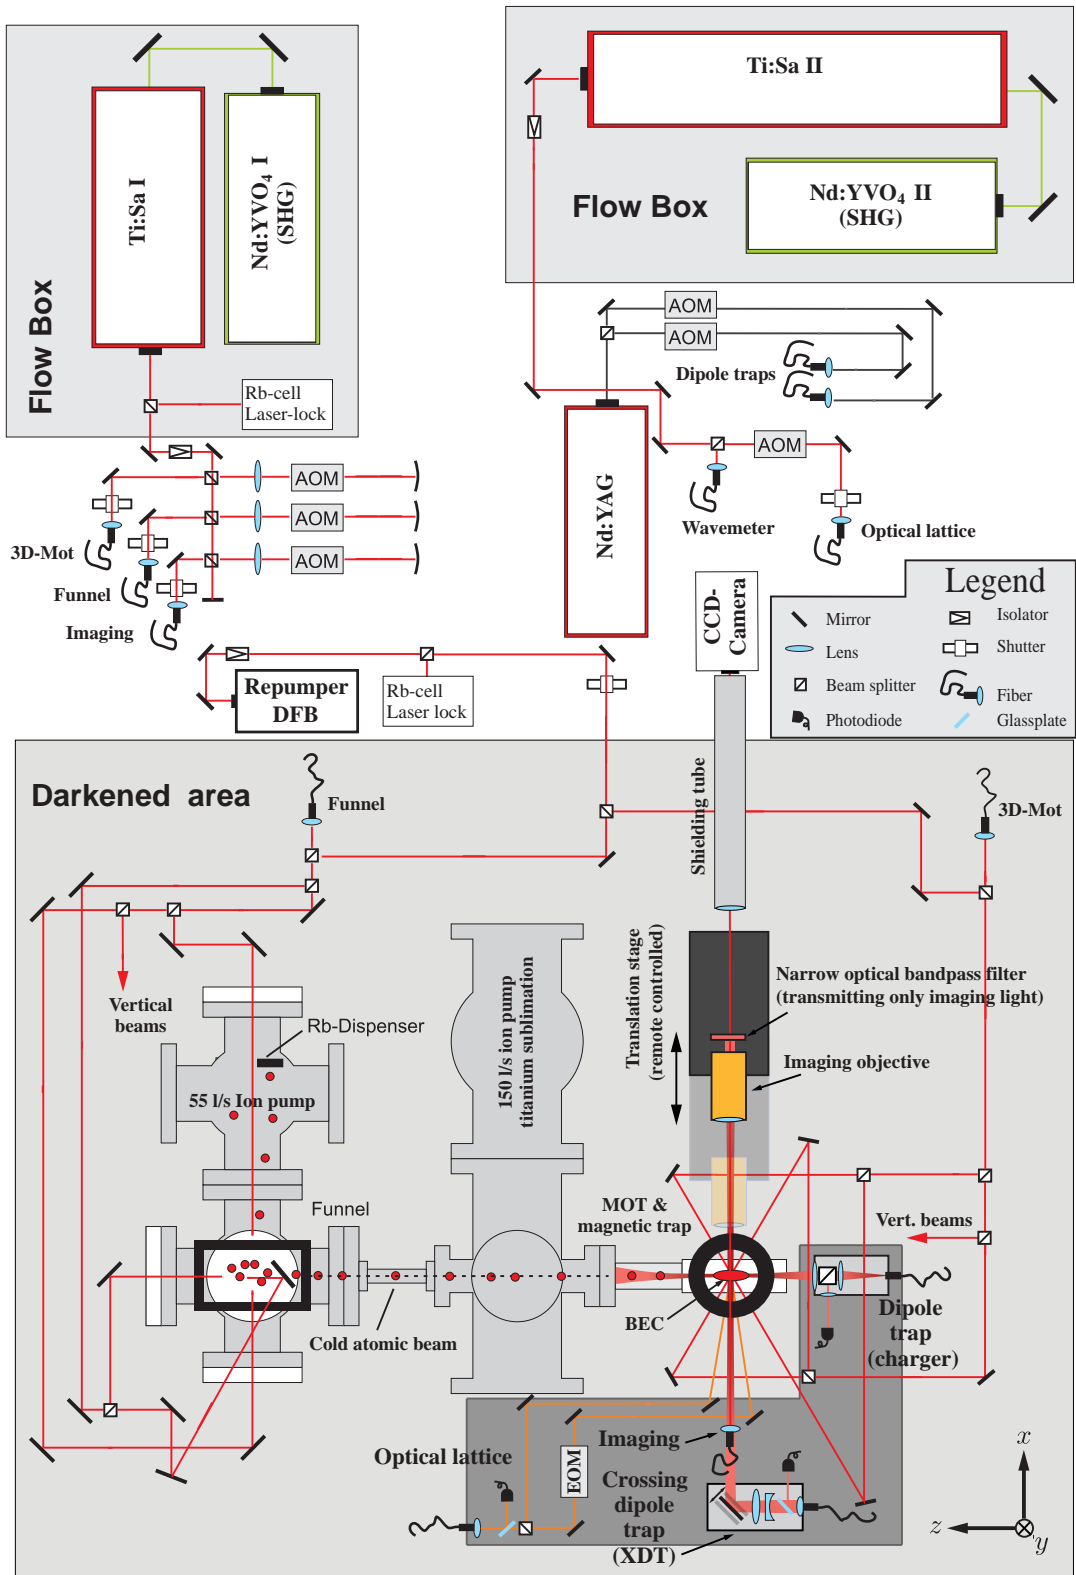 Ti:Sa I
Nd:YVO4 I
(SHG)
Flow Box
Rb-cell
Laser-lock
Ti:Sa II
Nd:YVO4 II
(SHG)
Flow Box
AOM
AOM
Dipole traps
AOM
AOM
AOM
AOM
3D-Mot
Funnel
Imaging
Nd:YAG
Wavemeter
Optical lattice
CCD-
Camera
Legend
Mirror
Lens
Beam splitter
Photodiode
Isolator
Shutter
Fiber
Glassplate
Repumper
DFB
Rb-cell
Laser lock
Darkened area
Funnel
Shielding tube
3D-Mot
Vertical
beams
Rb-Dispenser
55 l/s Ion pump
150 l/s ion pump
titanium sublimation
Translation stage
(remote controlled)
Narrow optical bandpass filter
(transmitting only imaging light)
Imaging objective
Funnel
MOT &
magnetic trap
Vert. beams
Cold atomic beam
BEC
Dipole
trap
(charger)
Optical lattice
EOM
Imaging
Crossing
dipole
trap
(XDT)
x
z
y